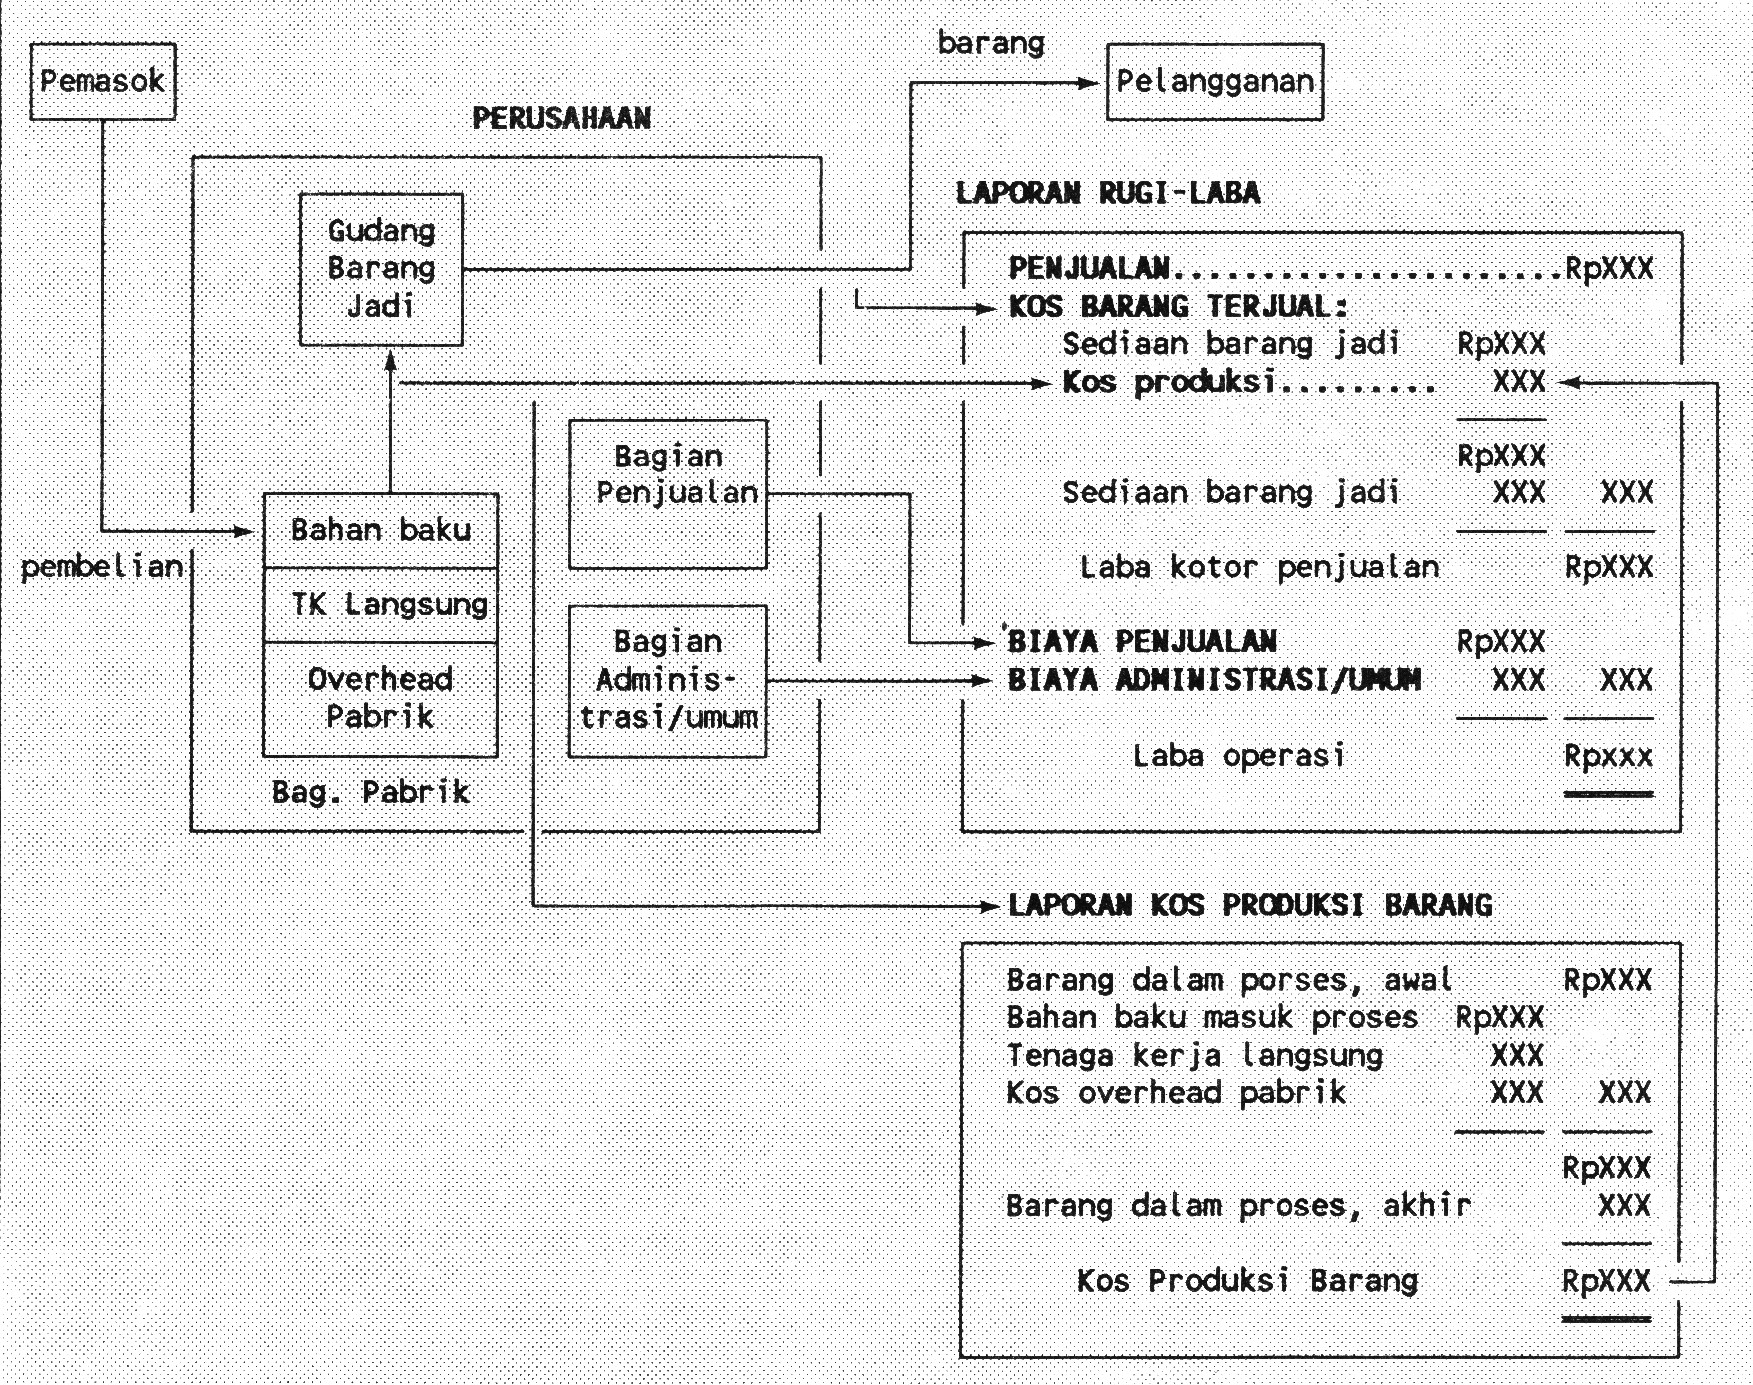 barang
Pemasok
Pelangganan
PERUSAHAAN
Gudang
Barang
Jadi
Bahan baku
pembelian
TK Langsung
Overhead
Pabrik
Bag. Pabrik
Bagian
Penjualan
Bagian
Adminis-
trasi/umum
LAPORAN RUGI-LABA
PENJUALAN......................RpXXX
KOS BARANG TERJUAL:
Sediaan barang jadi RpXXX
Kos produksi......... XXX
RpXXX
Sediaan barang jadi XXX XXX
Laba kotor penjualan RpXXX
BIAYA PENJUALAN RpXXX
BIAYA ADMINISTRASI/UMUM XXX XXX
Laba operasi Rpxxx
LAPORAN KOS PRODUKSI BARANG
Barang dalam porses, awal RpXXX
Bahan baku masuk proses RpXXX
Tenaga kerja langsung XXX
Kos overhead pabrik XXX XXX
RpXXX
Barang dalam proses, akhir XXX
Kos Produksi Barang RpXXX